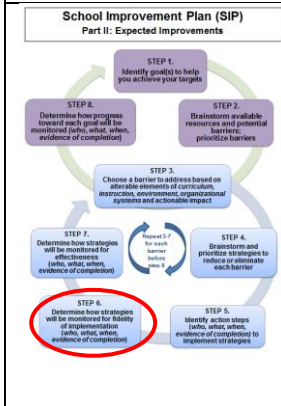 School Improvement Plan (SIP)
Part II: Expected Improvements
STEP 1.
Identify goal(s) to help
you achieve your targets
STEP 8.
Determine how progress
toward each goal will be
monitored (who, what, when,
evidence of completion)
STEP 2.
Brainstorm available
resources and potential
barriers;
prioritize barriers
STEP 3.
Choose a barrier to address based on
alterable elements of curriculum,
instruction, environment, organizational
systems and actionable impact
STEP 7.
Determine how strategies
will be monitored for
effectiveness
(who, what, when,
evidence of completion)
Repeat 3-7
for each
barrier
before
step 8
STEP 4.
Brainstorm and
prioritize strategies to
reduce or eliminate
each barrier
STEP 6.
Determine how strategies
will be monitored for fidelity
of implementation
(who, what, when,
evidence of completion)
STEP 5.
Identify action steps
(who, what, when,
evidence of completion) to
implement strategies